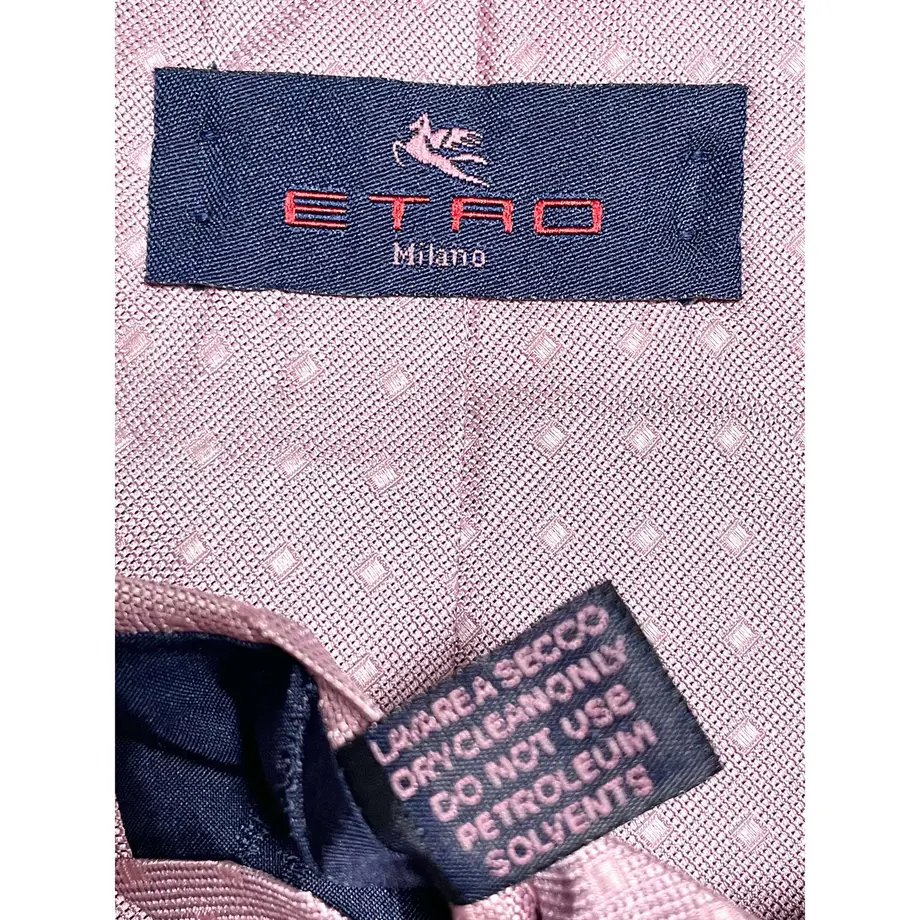 ETRO
Milano
LAVARE A SECCO
DRY CLEAN ONLY
DO NOT USE
PETROLEUM
SOLVENTS